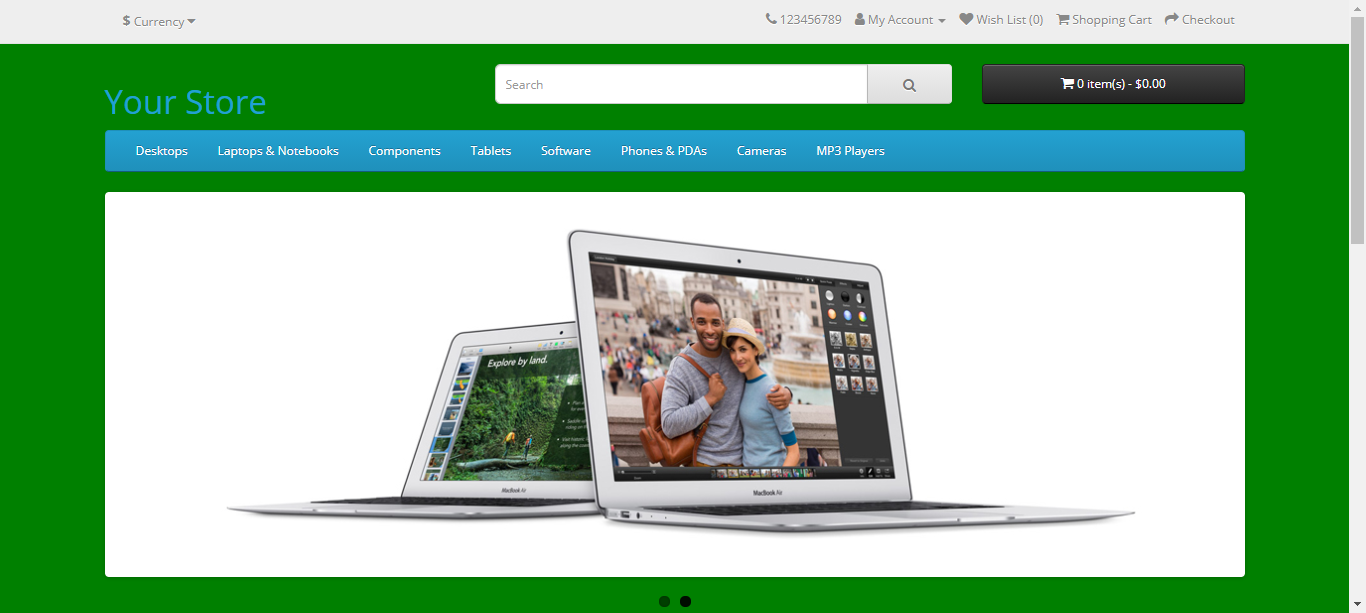 $ Currency
123456789 My Account Wish List (0) Shopping Cart Checkout
Your Store
Search
0 item(s) - $0.00
Desktops Laptops & Notebooks Components Tablets Software Phones & PDAs Cameras MP3 Players
Explore by land.
MacBook Air
MacBook Air